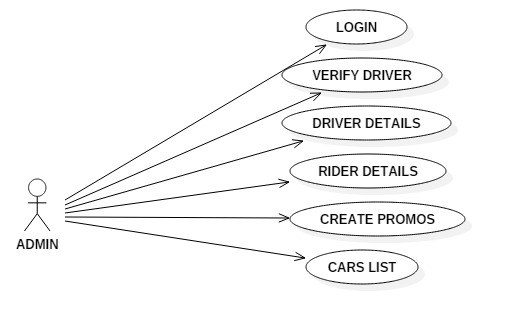 LOGIN
VERIFY DRIVER
DRIVER DETAILS
RIDER DETAILS
CREATE PROMOS
CARS LIST
ADMIN